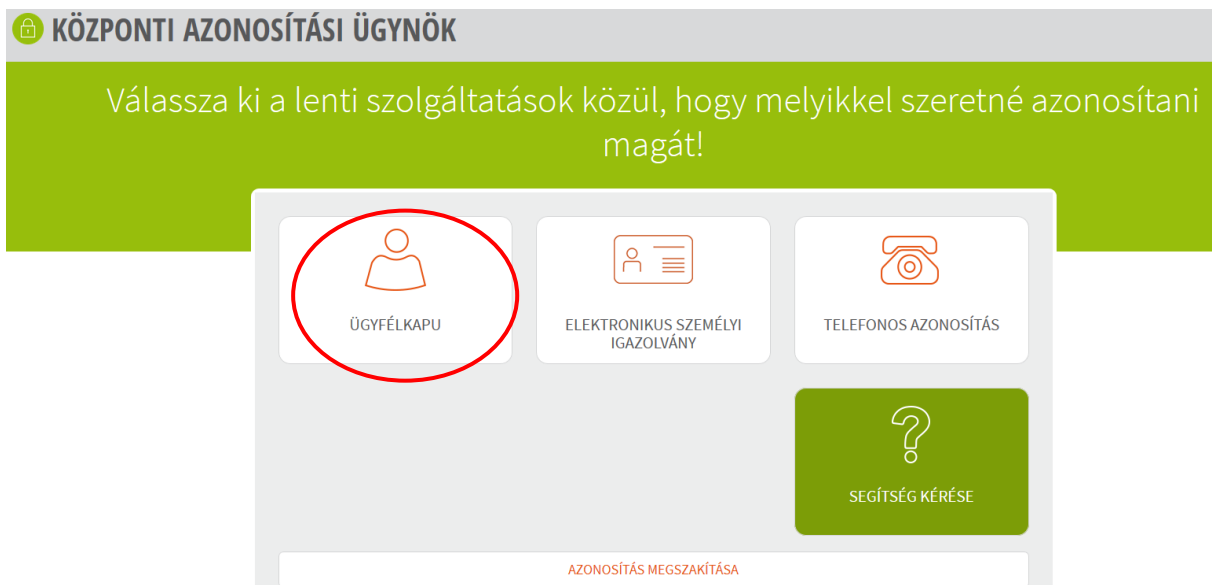 KÖZPONTI AZONOSÍTÁSI ÜGYNÖK
Válassza ki a lenti szolgáltatások közül, hogy melyikkel szeretné azonosítani
magát!
ÜGYFÉLKAPU
ELEKTRONIKUS SZEMÉLYI
IGAZOLVÁNY
TELEFONOS AZONOSÍTÁS
SEGÍTSÉG KÉRÉSE
AZONOSÍTÁS MEGSZAKÍTÁSA